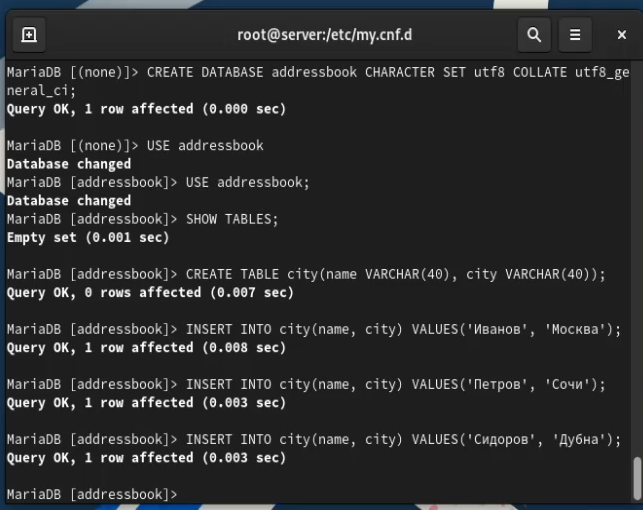 root@server:/etc/my.cnf.d
MariaDB [(none)]> CREATE DATABASE addressbook CHARACTER SET utf8 COLLATE utf8_ge
neral_ci;
Query OK, 1 row affected (0.000 sec)
MariaDB [(none)]> USE addressbook
Database changed
MariaDB [addressbook]> USE addressbook;
Database changed
MariaDB [addressbook]> SHOW TABLES;
Empty set (0.001 sec)
MariaDB [addressbook]> CREATE TABLE city(name VARCHAR(40), city VARCHAR(40));
Query OK, 0 rows affected (0.007 sec)
MariaDB [addressbook]> INSERT INTO city(name, city) VALUES('Иванов', 'Москва');
Query OK, 1 row affected (0.008 sec)
MariaDB [addressbook]> INSERT INTO city(name, city) VALUES('Петров', 'Сочи');
Query OK, 1 row affected (0.003 sec)
MariaDB [addressbook]> INSERT INTO city(name, city) VALUES('Сидоров', 'Дубна');
Query OK, 1 row affected (0.003 sec)
MariaDB [addressbook]>